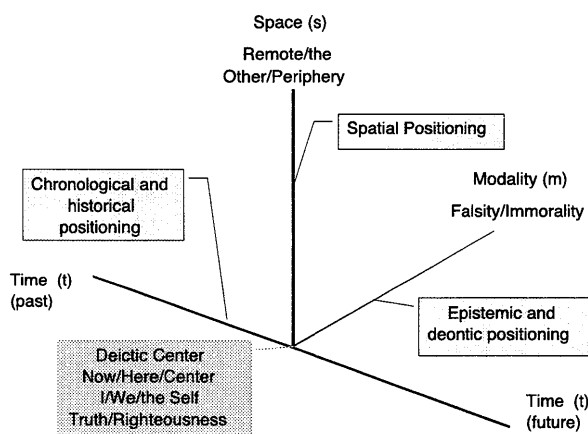 Space (s)
Remote/the
Other/Periphery
Spatial Positioning
Chronological and
historical
positioning
Modality (m)
Falsity/Immorality
Time (t)
(past)
Epistemic and
deontic positioning
Deictic Center
Now/Here/Center
I/We/the Self
Truth/Righteousness
Time (t)
(future)